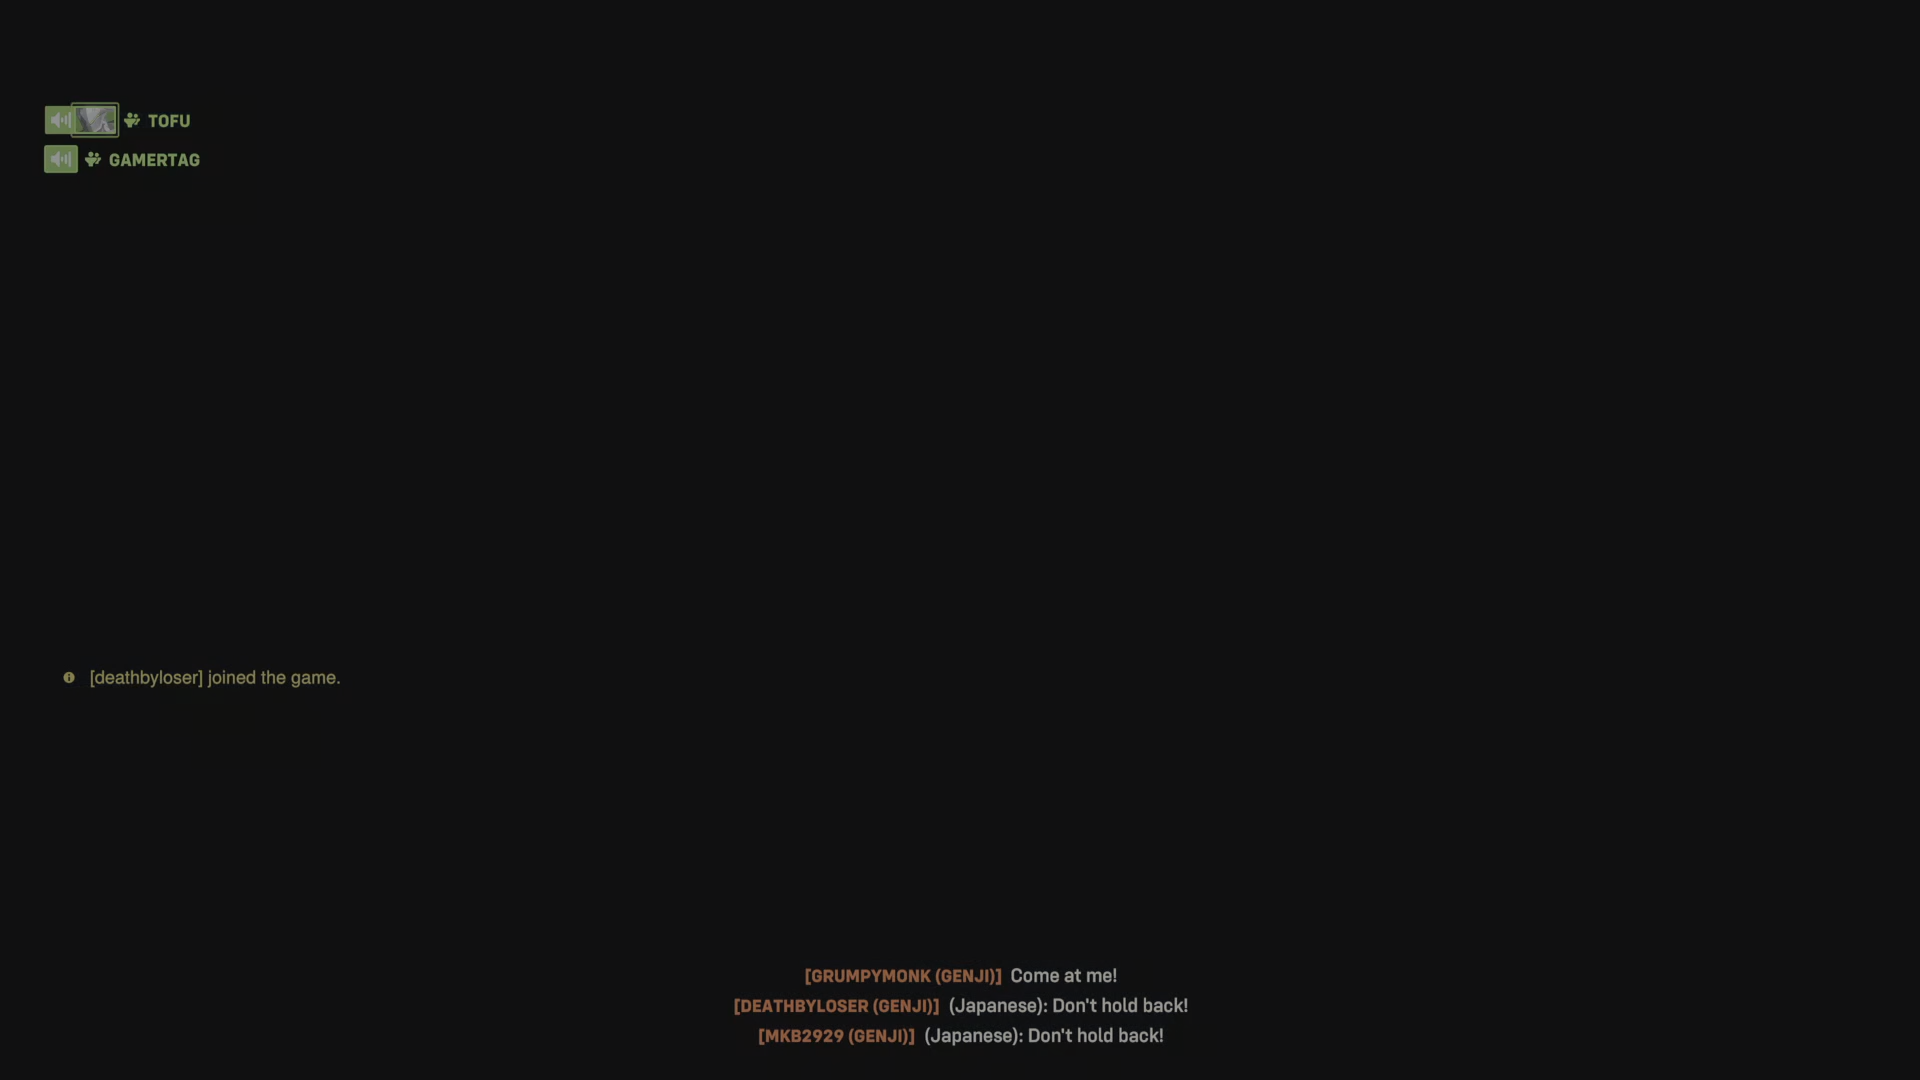 TOFU
GAMERTAG
[deathbyloser] joined the game.
[GRUMPYMONK (GENJI)] Come at me!
[DEATHBYLOSER (GENJI)] (Japanese): Don't hold back!
[MKB2929 (GENJI)] (Japanese): Don't hold back!